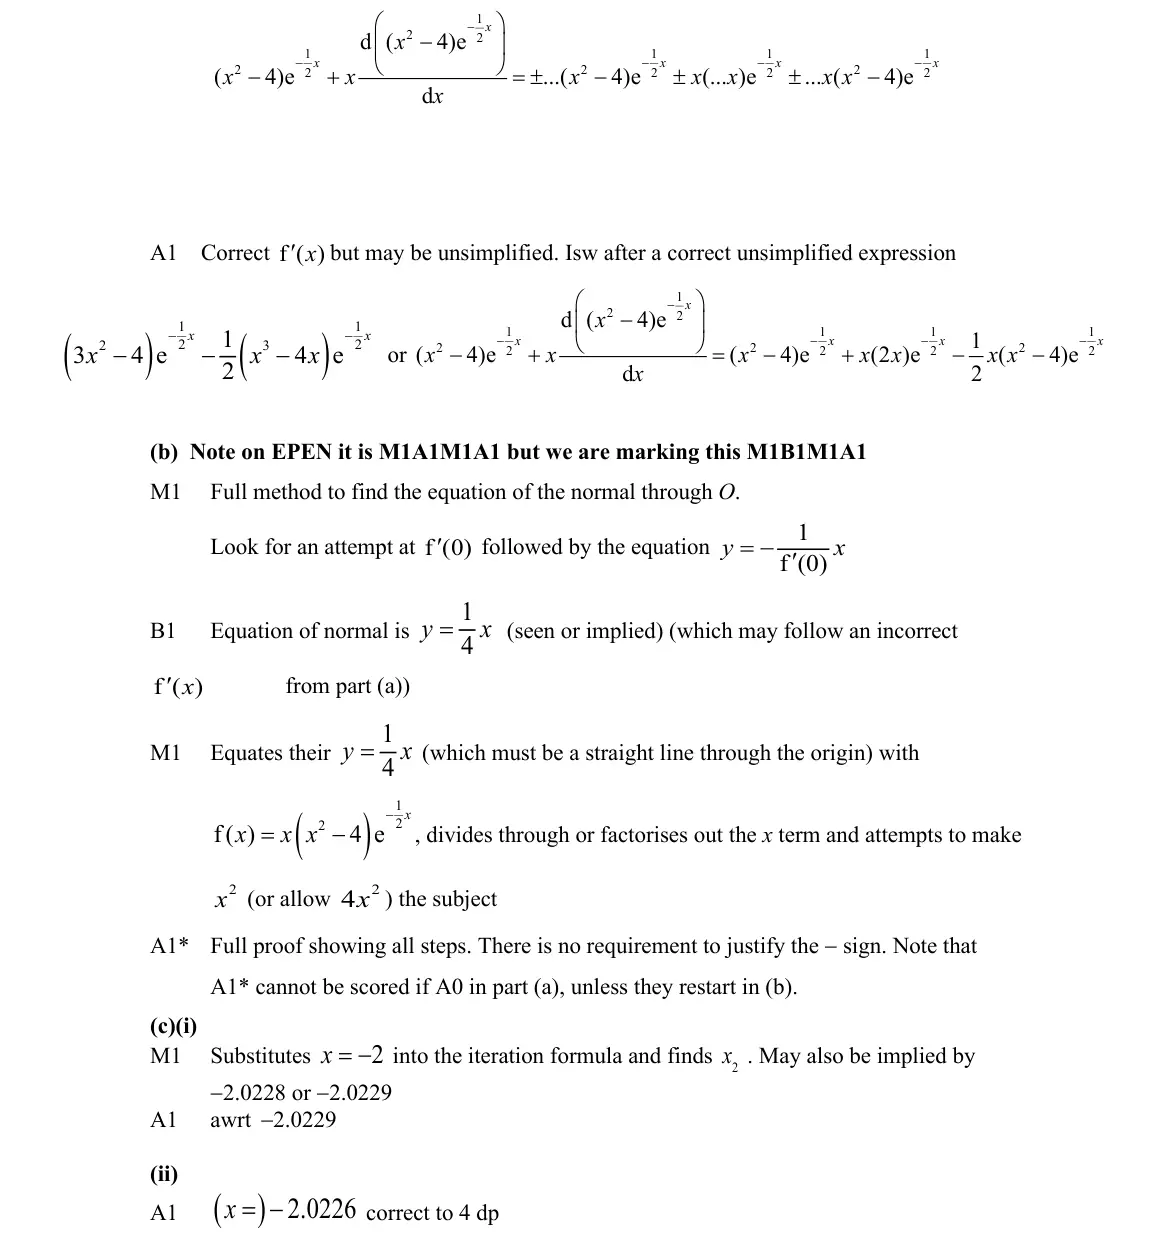 (x² − 4)e^{−½x} + x d((x² − 4)e^{−½x})/dx = ±...(x² − 4)e^{−½x} ± x(...x)e^{−½x} ± ...x(x² − 4)e^{−½x}
A1 Correct f′(x) but may be unsimplified. Isw after a correct unsimplified expression
(3x² − 4)e^{−½x} − ½(x³ − 4x)e^{−½x} or (x² − 4)e^{−½x} + x d((x² − 4)e^{−½x})/dx = (x² − 4)e^{−½x} + x(2x)e^{−½x} − ½x(x² − 4)e^{−½x}
(b) Note on EPEN it is M1A1M1A1 but we are marking this M1B1M1A1
M1 Full method to find the equation of the normal through O.
Look for an attempt at f′(0) followed by the equation y = −1/f′(0) x
B1 Equation of normal is y = ¼x (seen or implied) (which may follow an incorrect
f′(x) from part (a))
M1 Equates their y = ¼x (which must be a straight line through the origin) with
f(x) = x(x² − 4)e^{−½x}, divides through or factorises out the x term and attempts to make
x² (or allow 4x²) the subject
A1* Full proof showing all steps. There is no requirement to justify the − sign. Note that
A1* cannot be scored if A0 in part (a), unless they restart in (b).
(c)(i)
M1 Substitutes x = −2 into the iteration formula and finds x₂ . May also be implied by
−2.0228 or −2.0229
A1 awrt −2.0229
(ii)
A1 (x =) − 2.0226 correct to 4 dp